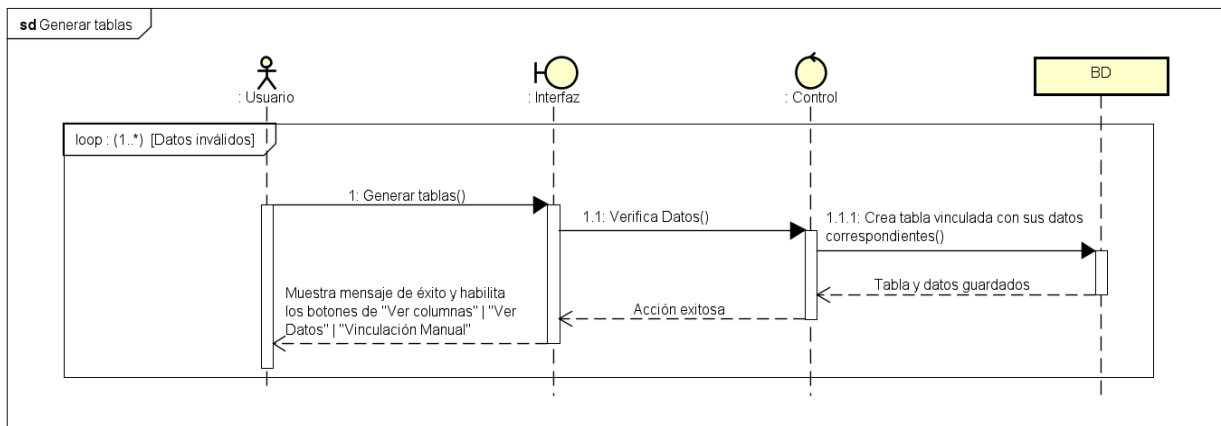 sd Generar tablas
: Usuario
: Interfaz
: Control
BD
loop : (1..*) [Datos inválidos]
1: Generar tablas()
1.1: Verifica Datos()
1.1.1: Crea tabla vinculada con sus datos
correspondientes()
Tabla y datos guardados
Acción exitosa
Muestra mensaje de éxito y habilita
los botones de "Ver columnas" | "Ver
Datos" | "Vinculación Manual"